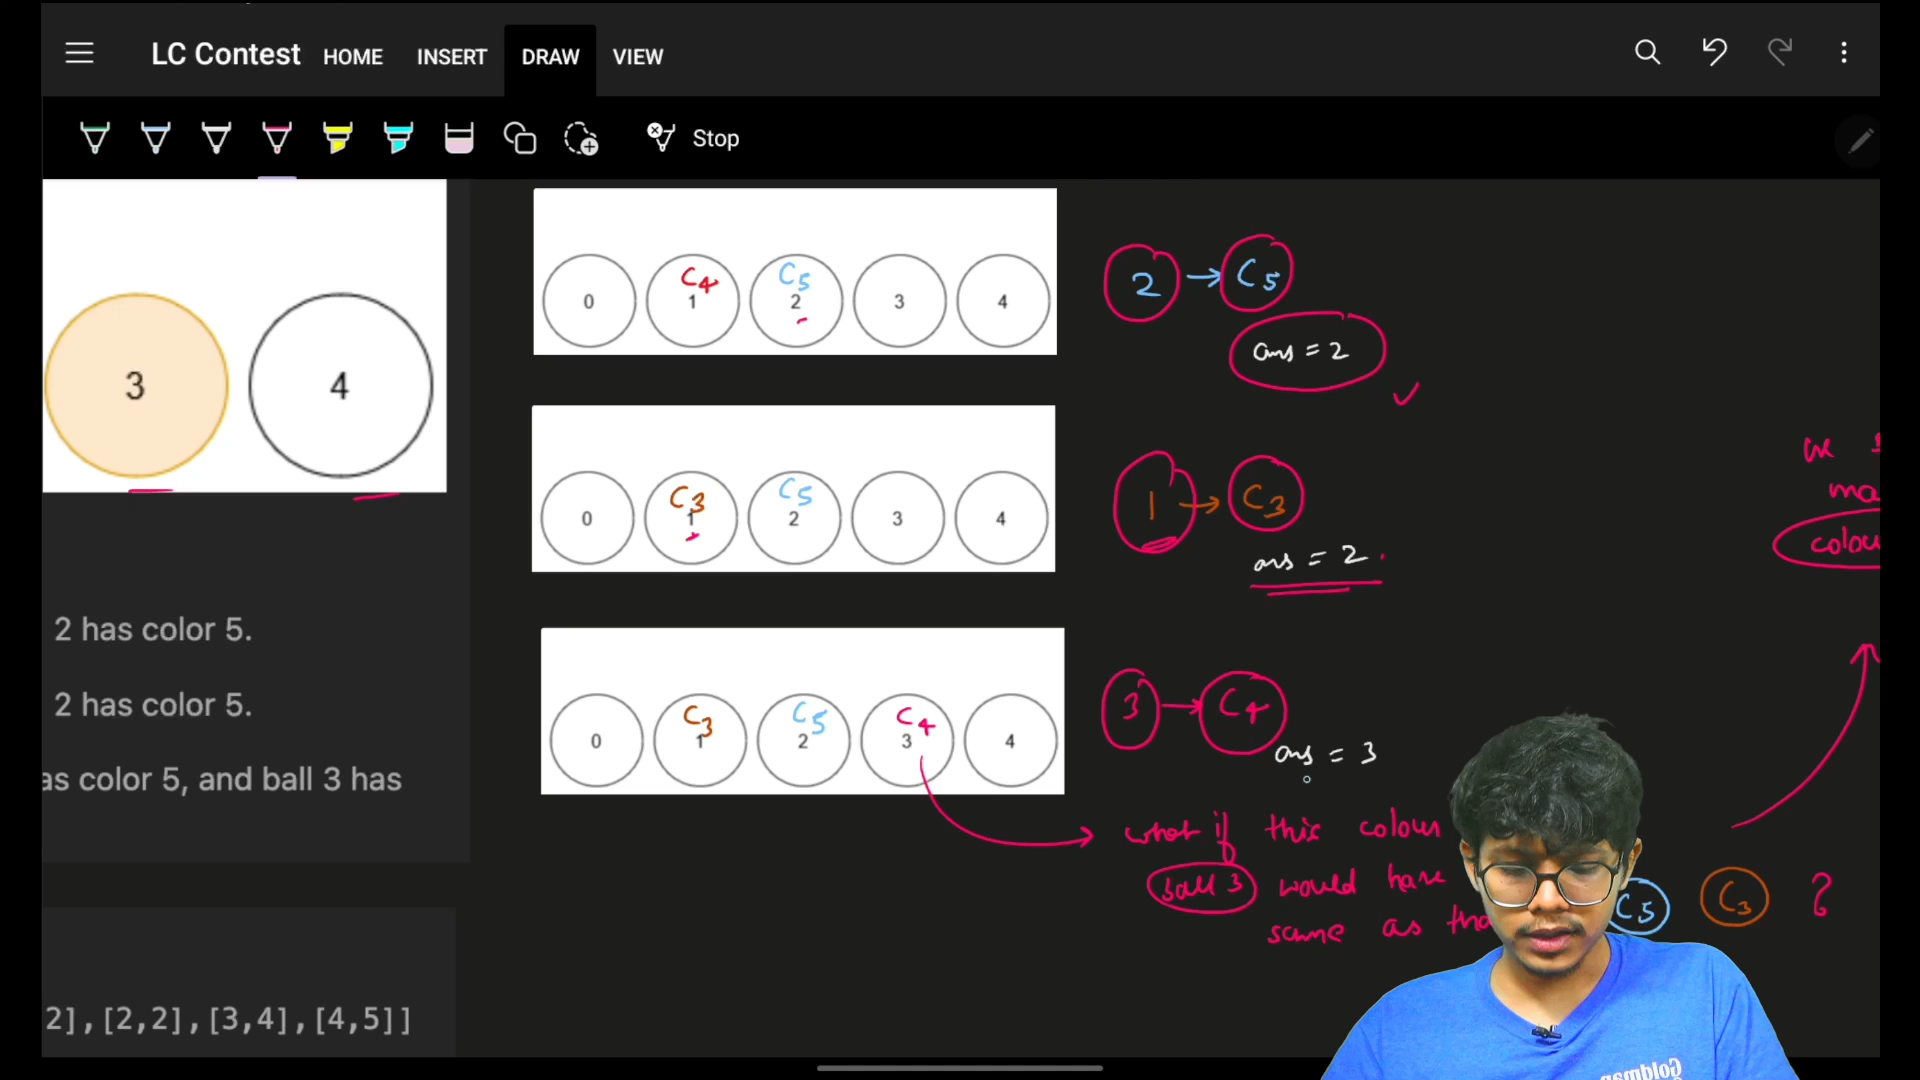 LC Contest HOME INSERT DRAW VIEW
Stop
3 4
2 has color 5.
2 has color 5.
as color 5, and ball 3 has
2],[2,2],[3,4],[4,5]]
C4 C5
0 1 2 3 4
2 → C5
ans = 2
C3 C5
0 1 2 3 4
1 → C3
ans = 2
C3 C5 C4
0 1 2 3 4
3 → C4
ans = 3
what if this colour
ball 3 would have
same as
C5 C3 ?
we